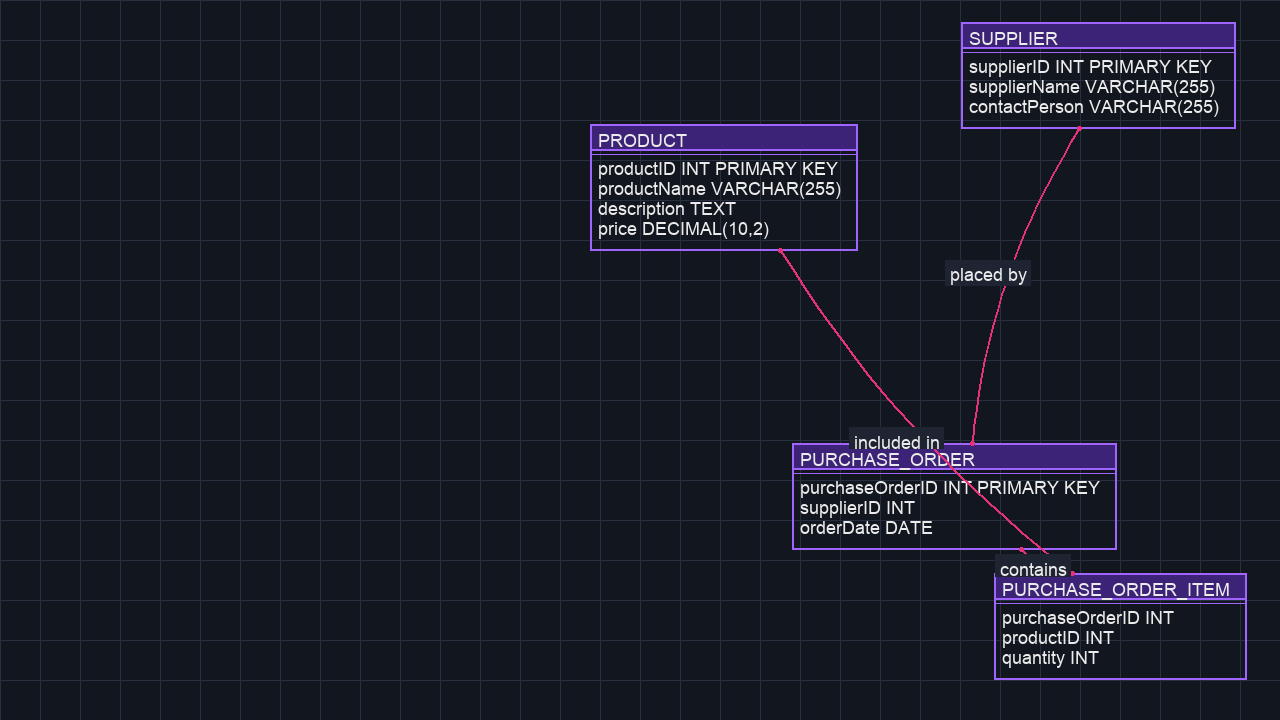 SUPPLIER
supplierID INT PRIMARY KEY
supplierName VARCHAR(255)
contactPerson VARCHAR(255)
PRODUCT
productID INT PRIMARY KEY
productName VARCHAR(255)
description TEXT
price DECIMAL(10,2)
placed by
included in
PURCHASE_ORDER
purchaseOrderID INT PRIMARY KEY
supplierID INT
orderDate DATE
contains
PURCHASE_ORDER_ITEM
purchaseOrderID INT
productID INT
quantity INT